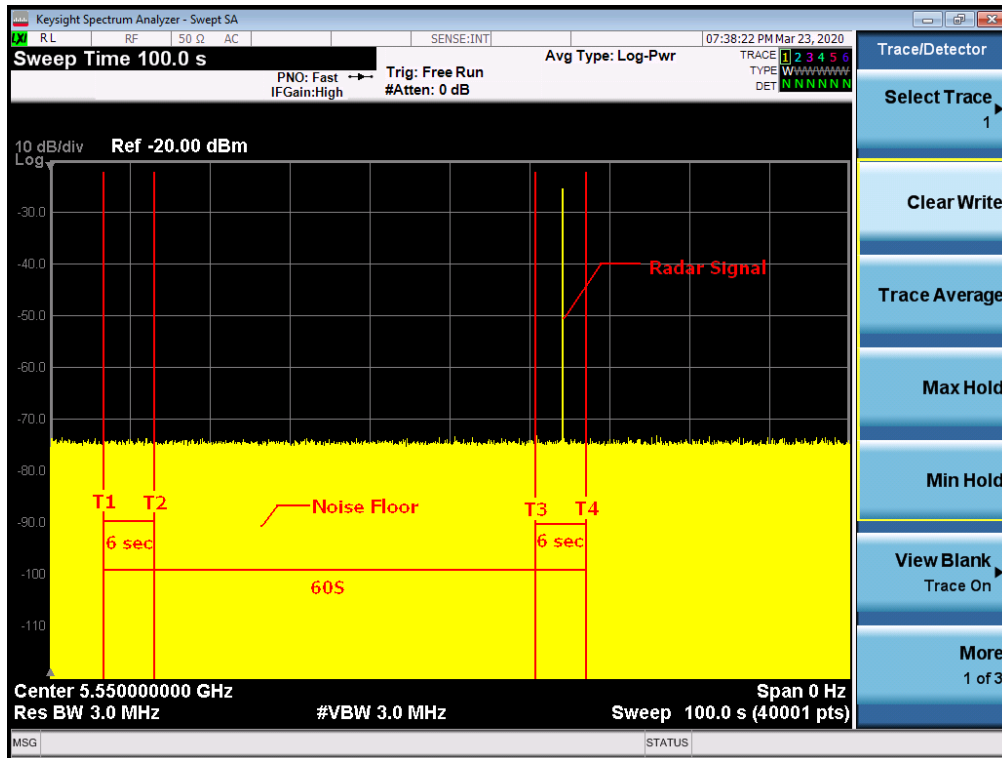 Keysight Spectrum Analyzer - Swept SA
LXI RL RF 50 Ω AC SENSE:INT 07:38:22 PM Mar 23, 2020
Sweep Time 100.0 s
PNO: Fast
IFGain:High
Trig: Free Run
#Atten: 0 dB
Avg Type: Log-Pwr
TRACE 1 2 3 4 5 6
TYPE W
DET N N N N N N
10 dB/div
Log
Ref -20.00 dBm
-30.0
-40.0
-50.0
-60.0
-70.0
-80.0
-90.0
-100
-110
Radar Signal
T1 T2
Noise Floor
T3 T4
6 sec
6 sec
60S
Center 5.550000000 GHz
Span 0 Hz
Res BW 3.0 MHz
#VBW 3.0 MHz
Sweep 100.0 s (40001 pts)
MSG
STATUS
Trace/Detector
Select Trace
1
Clear Write
Trace Average
Max Hold
Min Hold
View Blank
Trace On
More
1 of 3